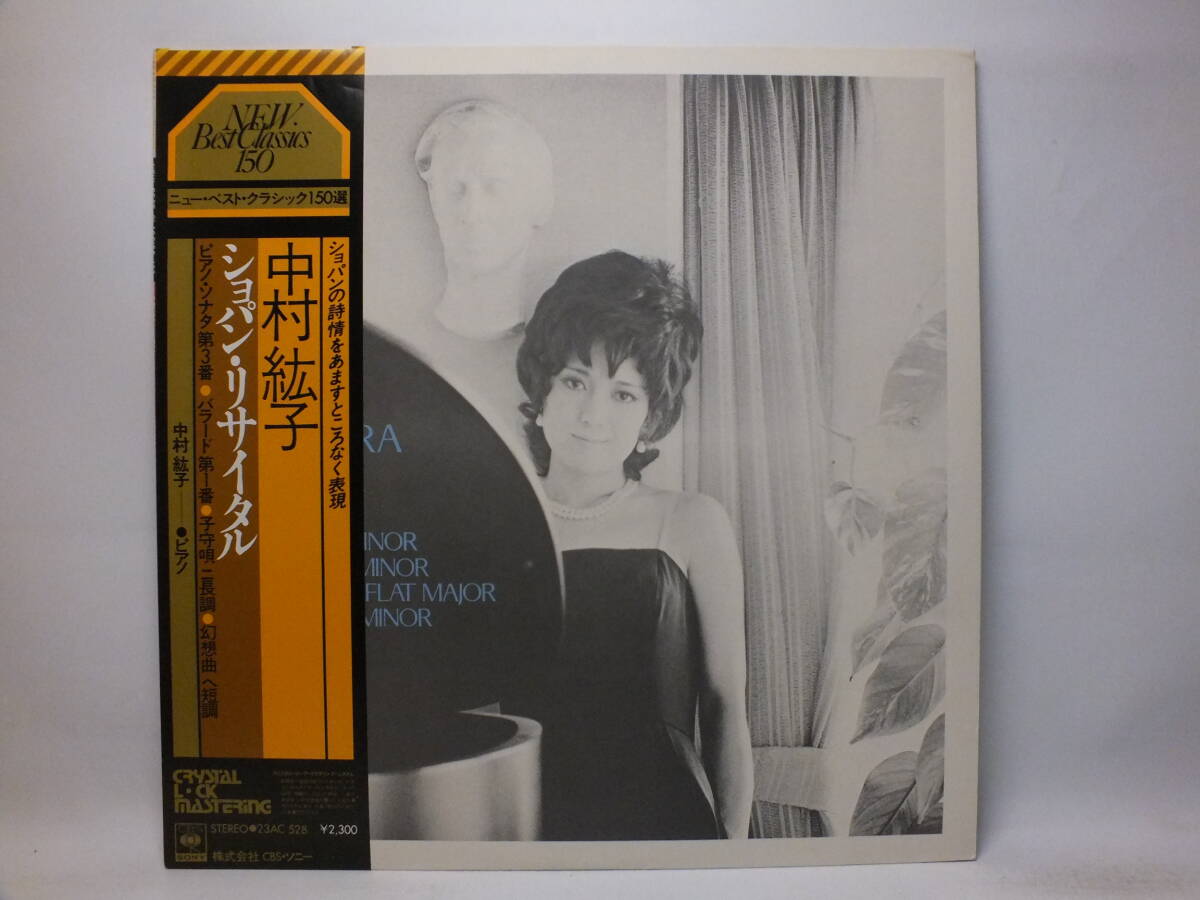 NEW.
Best Classics
150
ニュー・ベスト・クラシック150選
ショパンの詩情をあますところなく表現
中村紘子
ショパン・リサイタル
ピアノ・ソナタ第3番●バラード第1番●子守唄 ニ長調●幻想曲 ヘ短調
中村紘子——●ピアノ
CRYSTAL
LOCK
MASTERING
CBS
SONY
STEREO●23AC 528 ¥2,300
株式会社 CBS・ソニー
RA
INOR
MINOR
FLAT MAJOR
MINOR